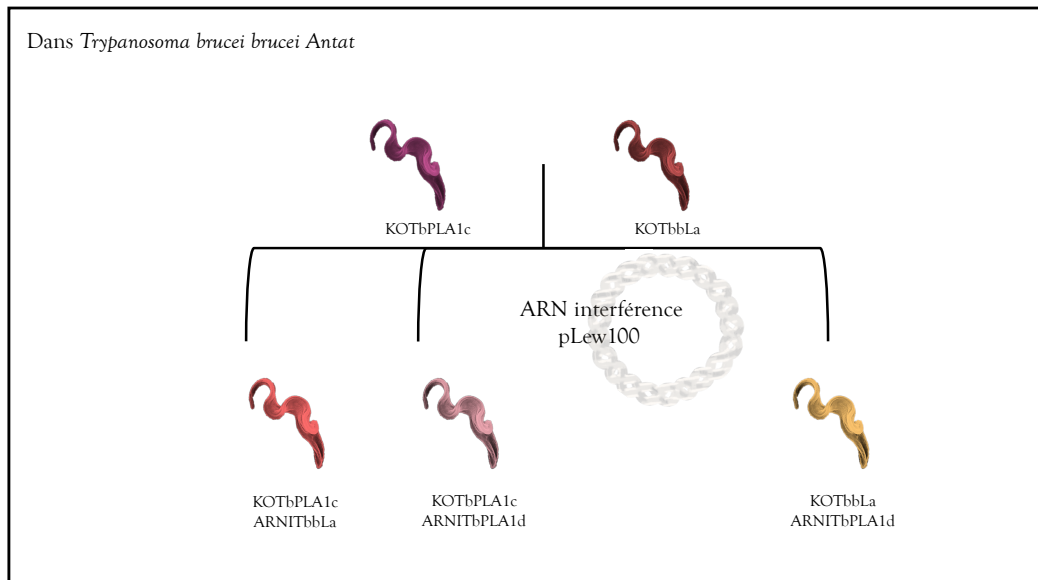 Dans Trypanosoma brucei brucei Antat
KOTbPLA1c
KOTbbLa
ARN interférence
pLew100
KOTbPLA1c
ARNITbbLa
KOTbPLA1c
ARNITbPLA1d
KOTbbLa
ARNITbPLA1d